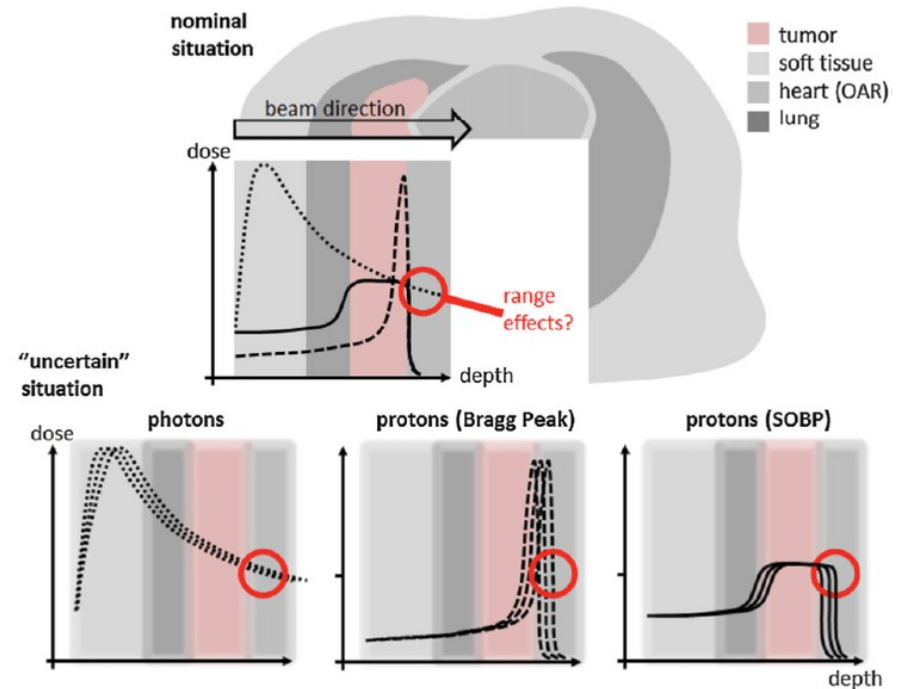 nominal
situation
tumor
soft tissue
heart (OAR)
lung
beam direction
dose
range
effects?
depth
"uncertain"
situation
photons
protons (Bragg Peak)
protons (SOBP)
dose
depth